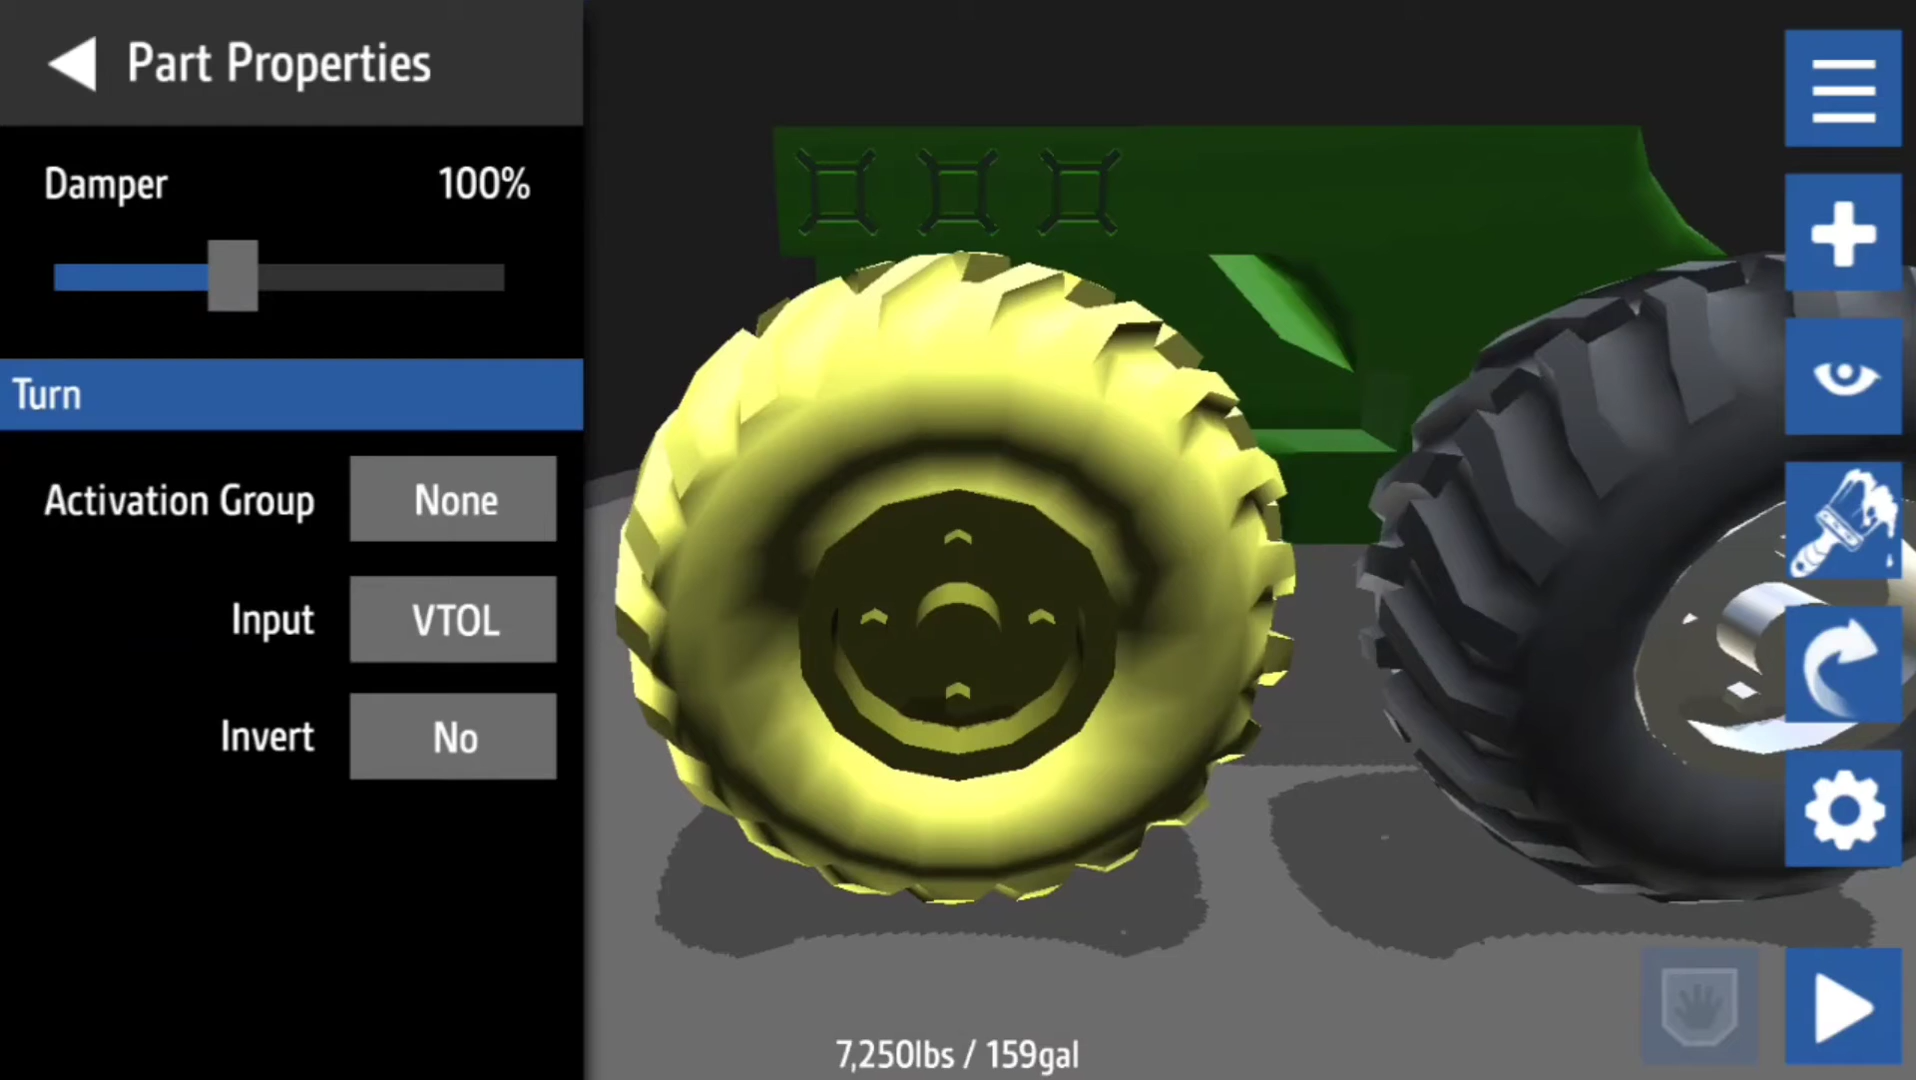 Part Properties
Damper 100%
Turn
Activation Group None
Input VTOL
Invert No
7,250lbs / 159gal